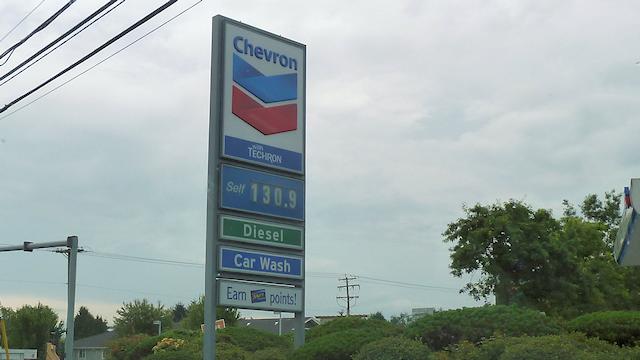 Chevron
with
TECHRON
Self 130.9
Diesel
Car Wash
Earn points!